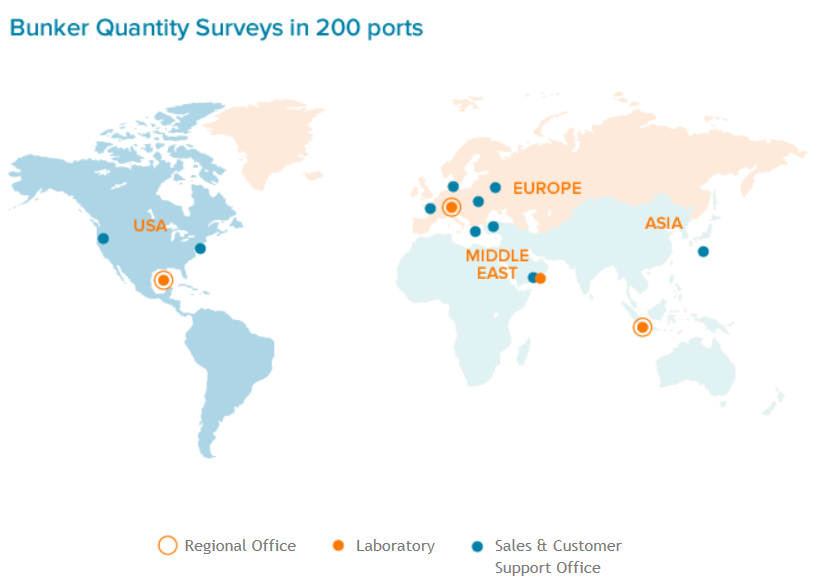 Bunker Quantity Surveys in 200 ports
USA
EUROPE
ASIA
MIDDLE
EAST
Regional Office
Laboratory
Sales & Customer
Support Office